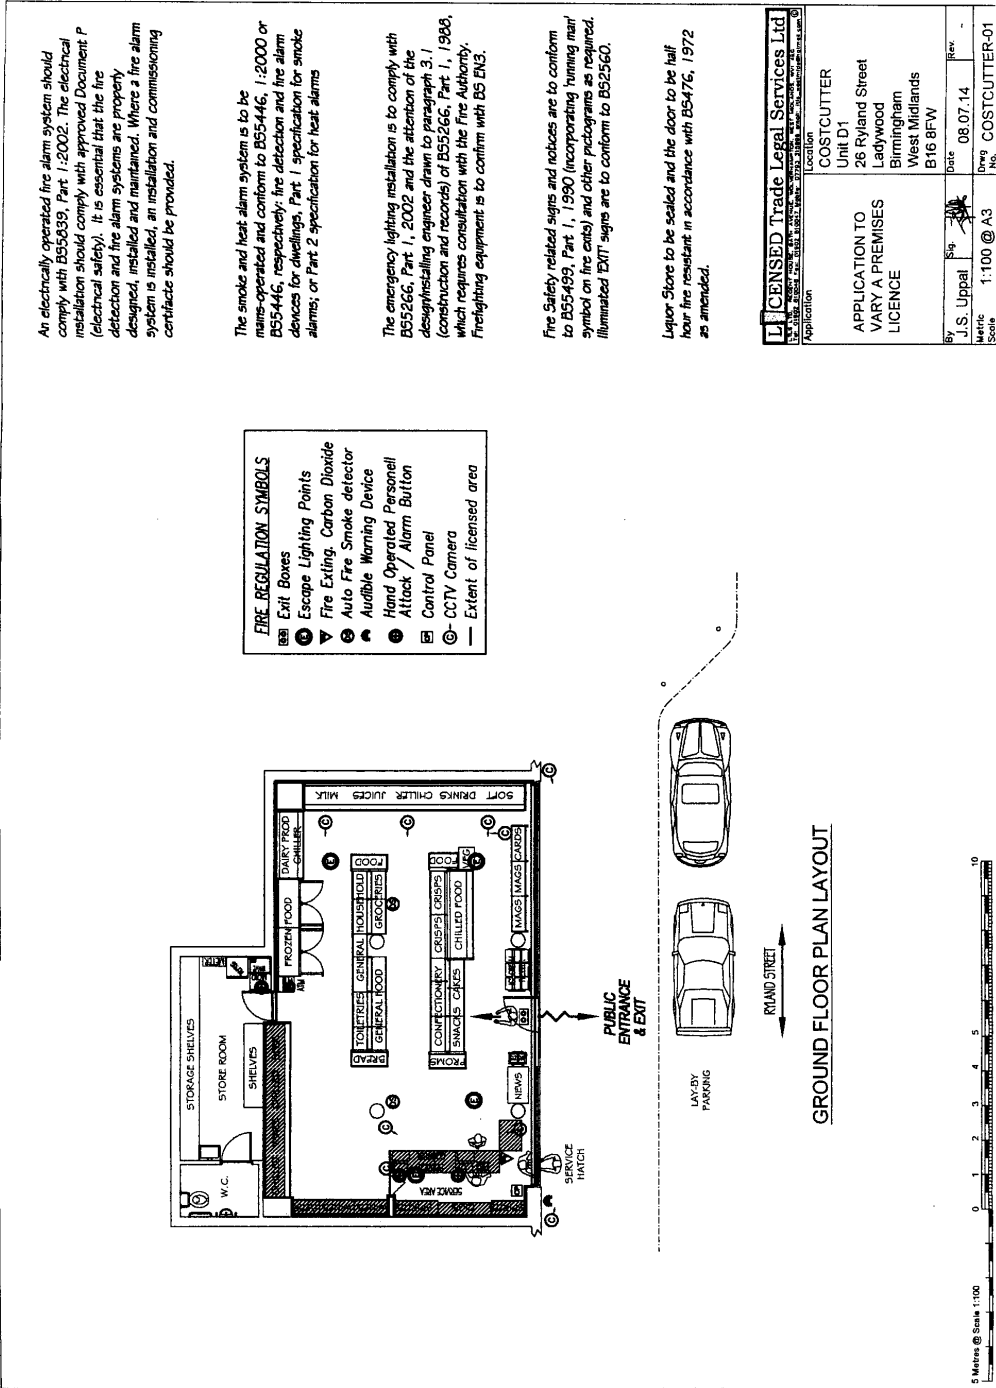 An electrically operated fire alarm system should
comply with BS5839, Part 1:2002. The electrical
installation should comply with approved Document P
(electrical safety). It is essential that the fire
detection and fire alarm systems are properly
designed, installed and maintained. Where a fire alarm
system is installed, an installation and commissioning
certifacte should be provided.
The smoke and heat alarm system is to be
mains-operated and conform to BS5446, 1:2000 or
BS5446, respectively: fire detection and fire alarm
devices for dwellings, Part 1 specification for smoke
alarms; or Part 2 specification for heat alarms
The emergency lighting installation is to comply with
BS5266, Part 1, 2002 and the attention of the
design/installing engineer drawn to paragraph 3.1
(construction and records) of BS5266, Part 1, 1988,
which requires consultation with the Fire Authority.
Firefighting equipment is to confirm with BS EN3.
Fire Safety related signs and notices are to conform
to BS5499, Part 1, 1990 (incorporating 'running man'
symbol on fire exits) and other pictograms as required.
Illuminated 'EXIT' signs are to conform to BS2560.
Liquor Store to be sealed and the door to be half
hour fire resistant in accordance with BS476, 1972
as amended.
FIRE REGULATION SYMBOLS
Exit Boxes
Escape Lighting Points
Fire Exting. Carbon Dioxide
Auto Fire Smoke detector
Audible Warning Device
Hand Operated Personell
Attack / Alarm Button
Control Panel
CCTV Camera
Extent of licensed area
LICENSED Trade Legal Services Ltd
Application
APPLICATION TO
VARY A PREMISES
LICENCE
Location
COSTCUTTER
Unit D1
26 Ryland Street
Ladywood
Birmingham
West Midlands
B16 8FW
By
J.S. Uppal
Sig.
Date
08.07.14
Rev.
-
Metric
Scale
1:100 @ A3
Drwg
No.
COSTCUTTER-01
STORAGE SHELVES
STORE ROOM
SHELVES
W.C.
METER
FROZEN FOOD
DAIRY PROD
CHILLER
MILK JUICES CHILLER DRINKS SOFT
BREAD
TOILETRIES
GENERAL
HOUSEHOLD
GENERAL FOOD
GROCERIES
FOOD
PROMS
CONFECTIONERY
CRISPS
CRISPS
SNACKS
CAKES
CHILLED FOOD
FOOD
VEG
NEWS
MAGS
MAGS
CARDS
SERVICE AREA
SERVICE
HATCH
PUBLIC
ENTRANCE
& EXIT
LAY-BY
PARKING
RYLAND STREET
GROUND FLOOR PLAN LAYOUT
5 Metres @ Scale 1:100
0 1 2 3 4 5 10